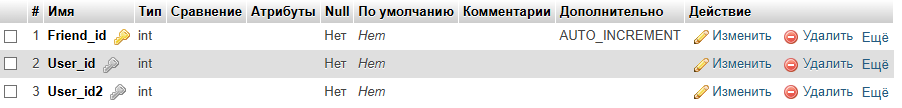 # Имя Тип Сравнение Атрибуты Null По умолчанию Комментарии Дополнительно Действие
1 Friend_id int Нет Нет AUTO_INCREMENT Изменить Удалить Ещё
2 User_id int Нет Нет Изменить Удалить Ещё
3 User_id2 int Нет Нет Изменить Удалить Ещё